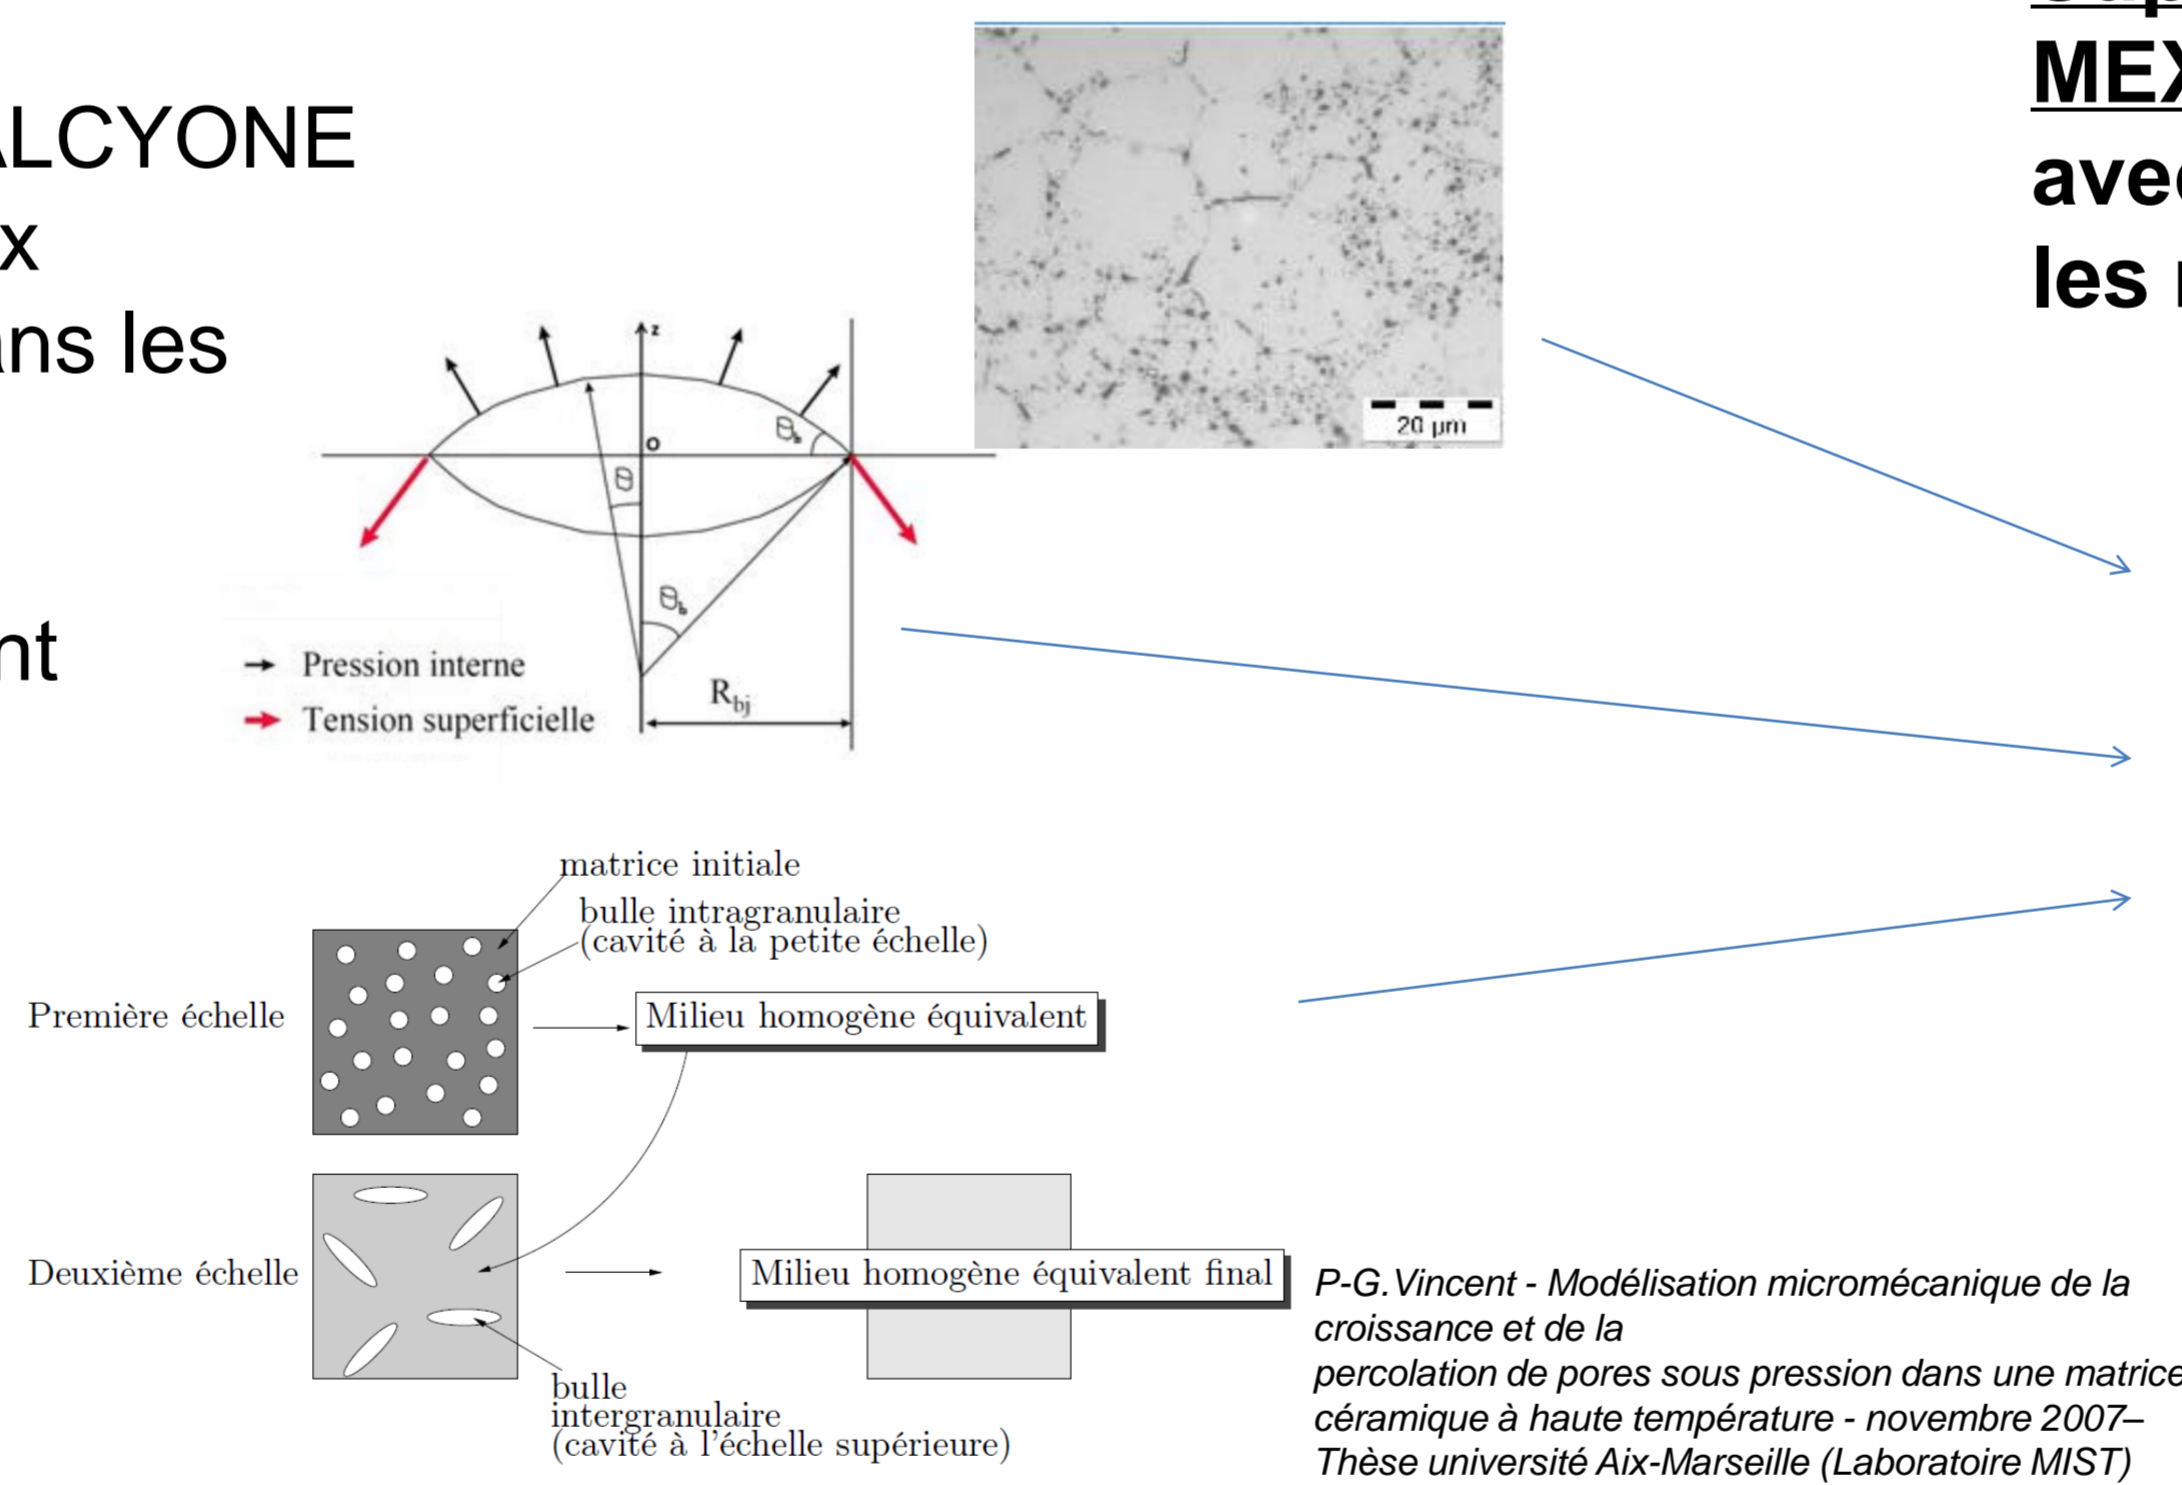 ALCYONE
x
ans les
nt
MEX
avec
les
z
O
θb
θ
θb
Pression interne
Rbj
Tension superficielle
20 µm
matrice initiale
bulle intragranulaire
(cavité à la petite échelle)
Première échelle
Milieu homogène équivalent
Deuxième échelle
Milieu homogène équivalent final
bulle
intergranulaire
(cavité à l'échelle supérieure)
P-G.Vincent - Modélisation micromécanique de la
croissance et de la
percolation de pores sous pression dans une matrice
céramique à haute température - novembre 2007–
Thèse université Aix-Marseille (Laboratoire MIST)